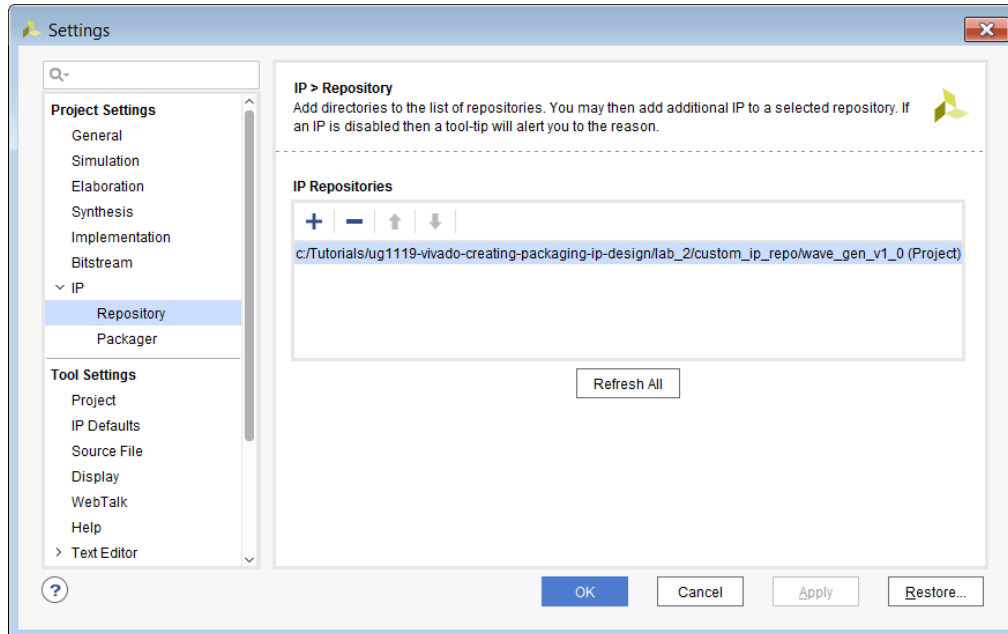 Settings
Project Settings
General
Simulation
Elaboration
Synthesis
Implementation
Bitstream
IP
Repository
Packager
Tool Settings
Project
IP Defaults
Source File
Display
WebTalk
Help
Text Editor
IP > Repository
Add directories to the list of repositories. You may then add additional IP to a selected repository. If
an IP is disabled then a tool-tip will alert you to the reason.
IP Repositories
c:/Tutorials/ug1119-vivado-creating-packaging-ip-design/lab_2/custom_ip_repo/wave_gen_v1_0 (Project)
Refresh All
?
OK
Cancel
Apply
Restore...